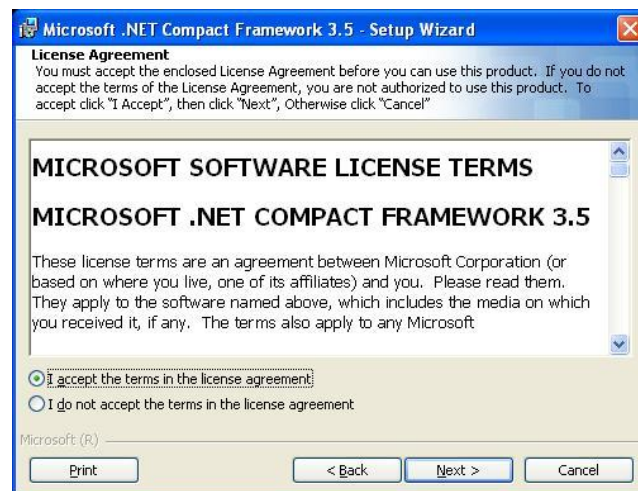 Microsoft .NET Compact Framework 3.5 - Setup Wizard
License Agreement
You must accept the enclosed License Agreement before you can use this product. If you do not
accept the terms of the License Agreement, you are not authorized to use this product. To
accept click "I Accept", then click "Next", Otherwise click "Cancel"
MICROSOFT SOFTWARE LICENSE TERMS
MICROSOFT .NET COMPACT FRAMEWORK 3.5
These license terms are an agreement between Microsoft Corporation (or
based on where you live, one of its affiliates) and you. Please read them.
They apply to the software named above, which includes the media on which
you received it, if any. The terms also apply to any Microsoft
I accept the terms in the license agreement
I do not accept the terms in the license agreement
Microsoft (R)
Print
< Back
Next >
Cancel